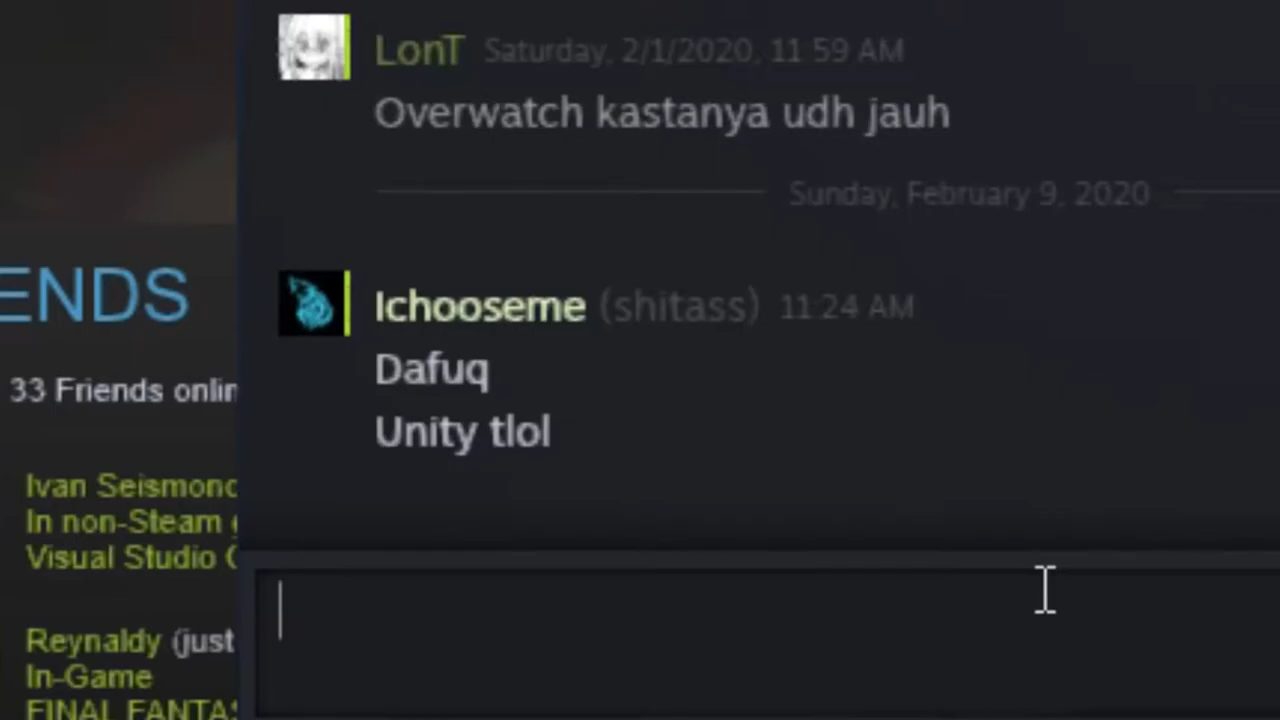 LonT Saturday, 2/1/2020, 11:59 AM
Overwatch kastanya udh jauh
Sunday, February 9, 2020
Ichooseme (shitass) 11:24 AM
Dafuq
Unity tlol
ENDS
33 Friends onlin
Ivan Seismono
In non-Steam
Visual Studio C
Reynaldy (just
In-Game
FINAL FANTAS